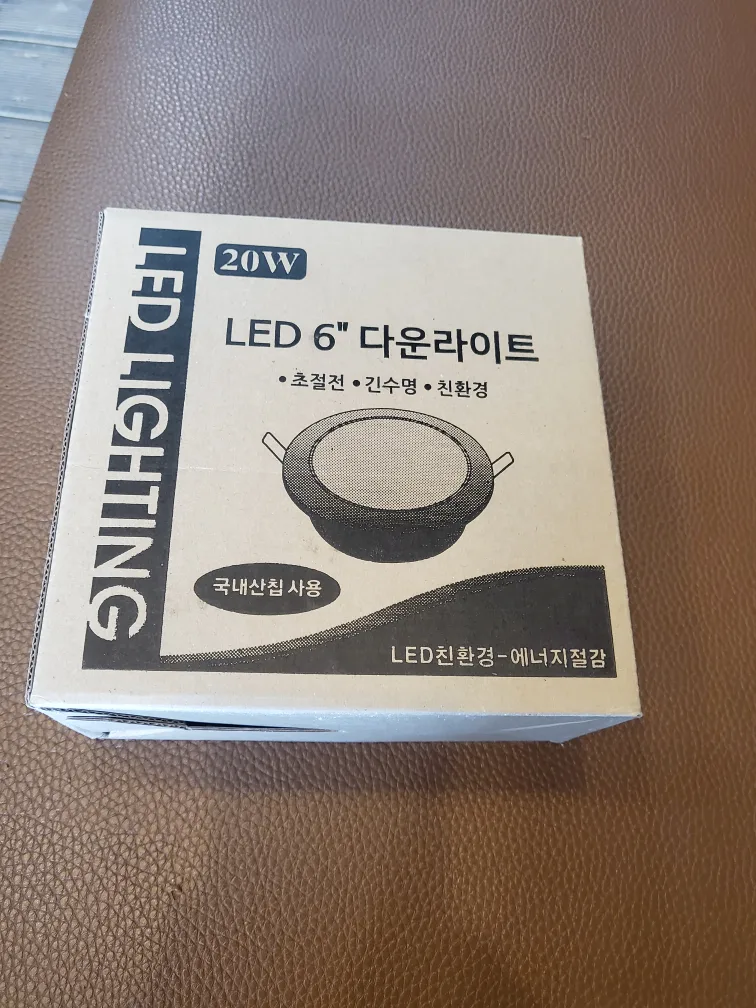 LED LIGHTING
20W
LED 6" 다운라이트
• 초절전 • 긴수명 • 친환경
국내산칩 사용
LED친환경-에너지절감